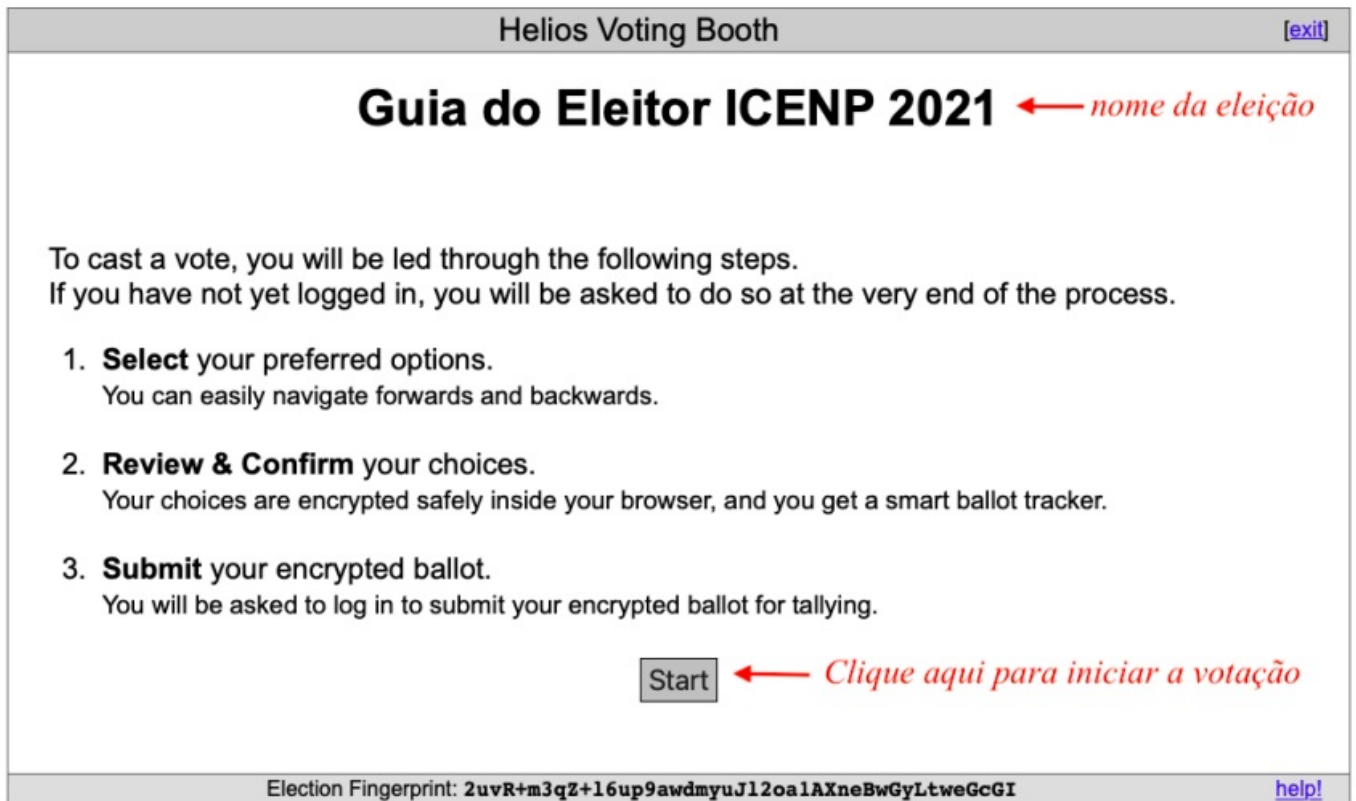 Helios Voting Booth [exit]
Guia do Eleitor ICENP 2021 nome da eleição
To cast a vote, you will be led through the following steps.
If you have not yet logged in, you will be asked to do so at the very end of the process.
1. Select your preferred options.
You can easily navigate forwards and backwards.
2. Review & Confirm your choices.
Your choices are encrypted safely inside your browser, and you get a smart ballot tracker.
3. Submit your encrypted ballot.
You will be asked to log in to submit your encrypted ballot for tallying.
Start Clique aqui para iniciar a votação
Election Fingerprint: 2uvR+m3qZ+l6up9awdmyuJl2oalAXneBwGyLtweGcGI help!